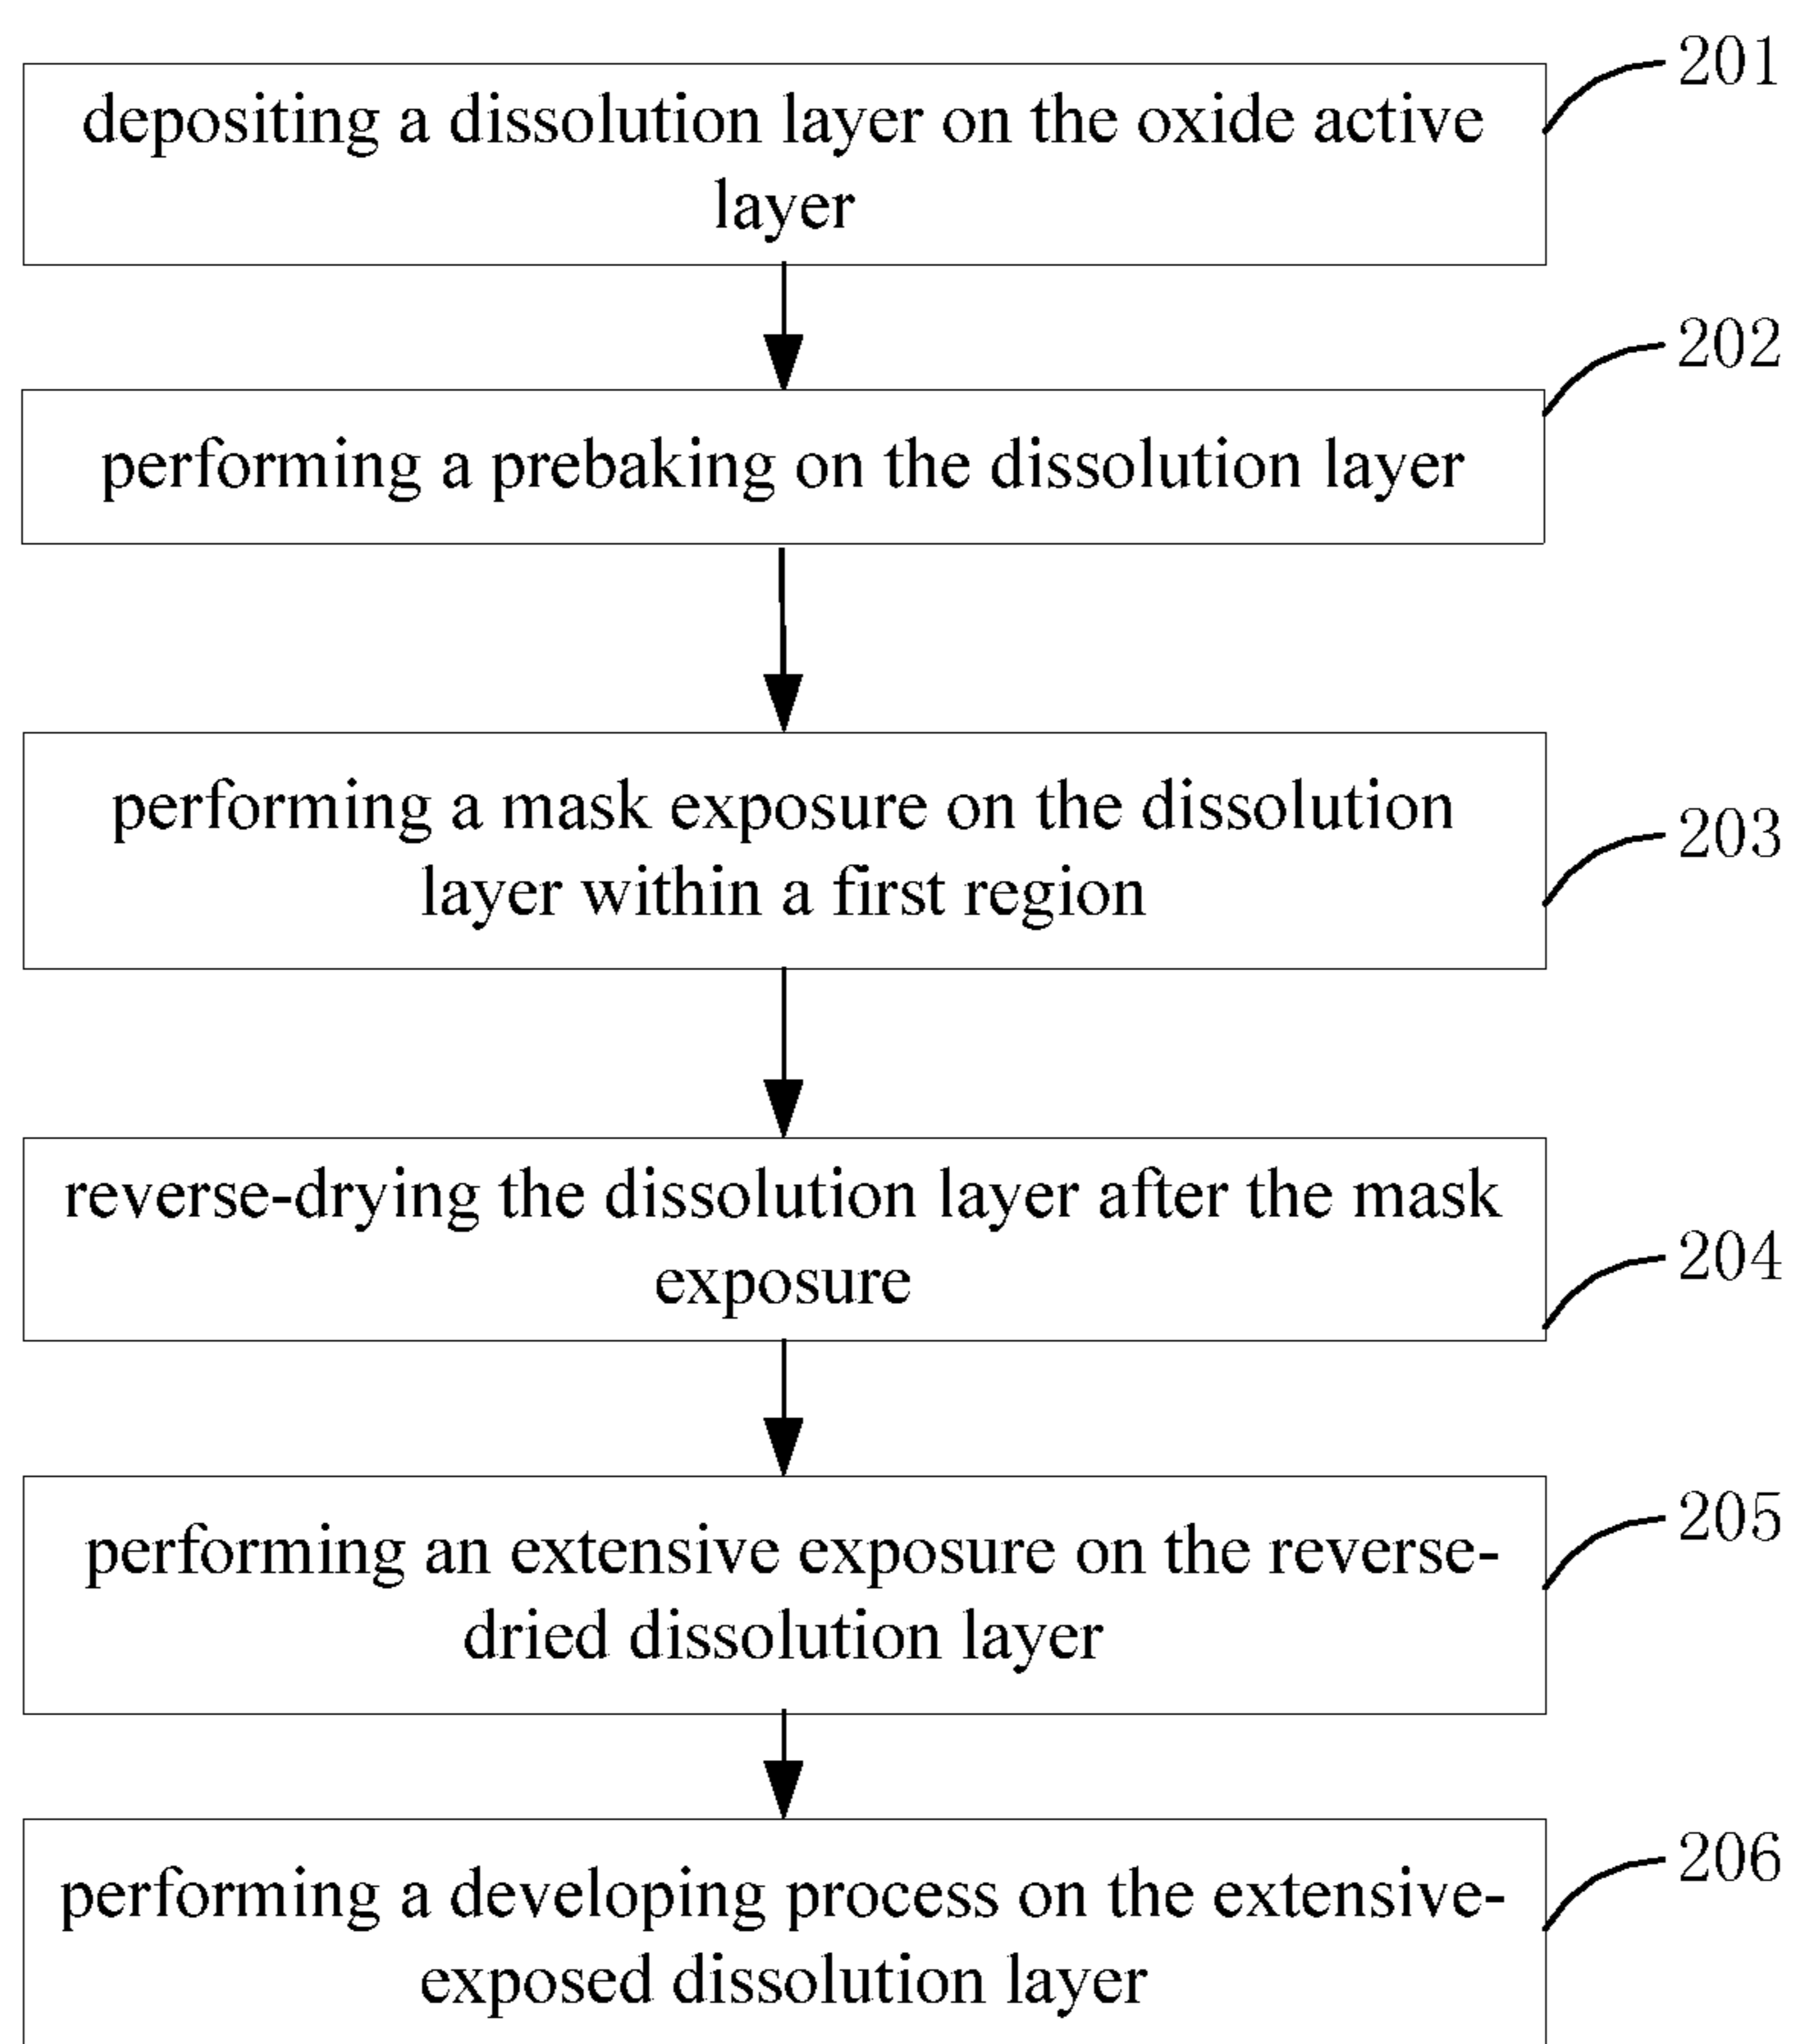 201
depositing a dissolution layer on the oxide active
layer
202
performing a prebaking on the dissolution layer
performing a mask exposure on the dissolution
203
layer within a first region
reverse-drying the dissolution layer after the mask
204
exposure
205
performing an extensive exposure on the reverse-
dried dissolution layer
206
performing a developing process on the extensive-
exposed dissolution layer